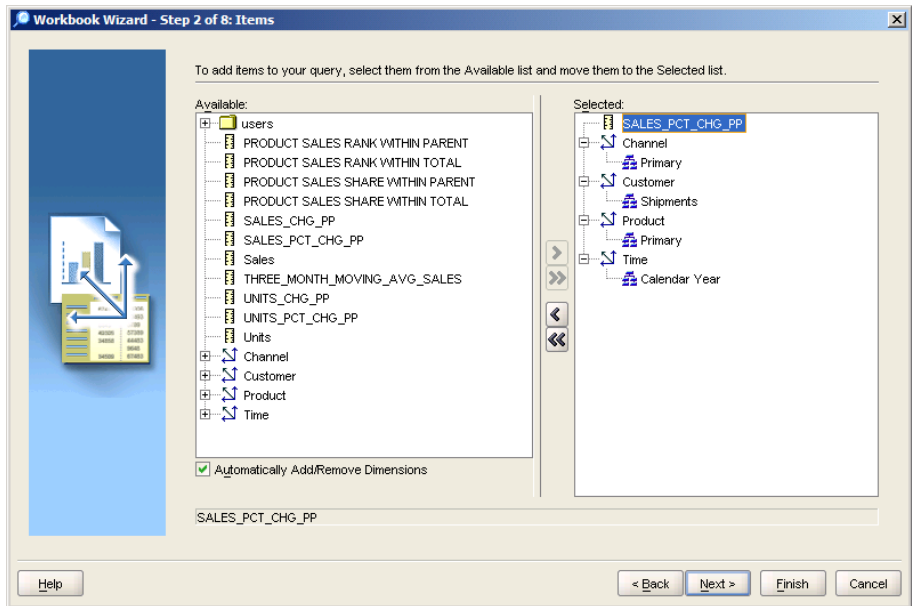 Workbook Wizard - Step 2 of 8: Items
To add items to your query, select them from the Available list and move them to the Selected list.
Available:
users
PRODUCT SALES RANK WITHIN PARENT
PRODUCT SALES RANK WITHIN TOTAL
PRODUCT SALES SHARE WITHIN PARENT
PRODUCT SALES SHARE WITHIN TOTAL
SALES_CHG_PP
SALES_PCT_CHG_PP
Sales
THREE_MONTH_MOVING_AVG_SALES
UNITS_CHG_PP
UNITS_PCT_CHG_PP
Units
Channel
Customer
Product
Time
Automatically Add/Remove Dimensions
Selected:
SALES_PCT_CHG_PP
Channel
Primary
Customer
Shipments
Product
Primary
Time
Calendar Year
SALES_PCT_CHG_PP
Help
< Back
Next >
Finish
Cancel